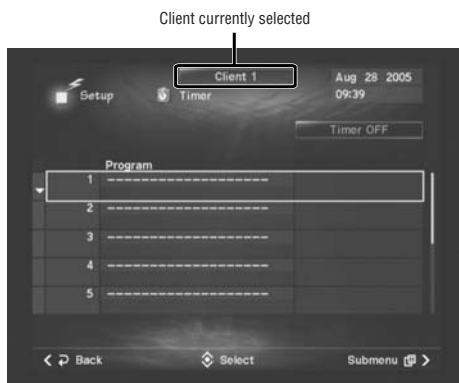 Client currently selected
Client 1
Aug 28 2005
Setup
Timer
09:39
Timer OFF
Program
1 -------------------
2 -------------------
3 -------------------
4 -------------------
5 -------------------
Back
Select
Submenu